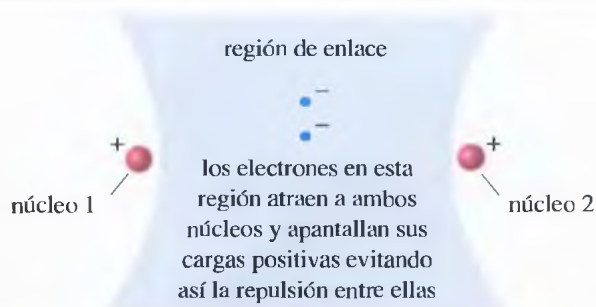 región de enlace
−
−
+
+
núcleo 1
núcleo 2
los electrones en esta
región atraen a ambos
núcleos y apantallan sus
cargas positivas evitando
así la repulsión entre ellas